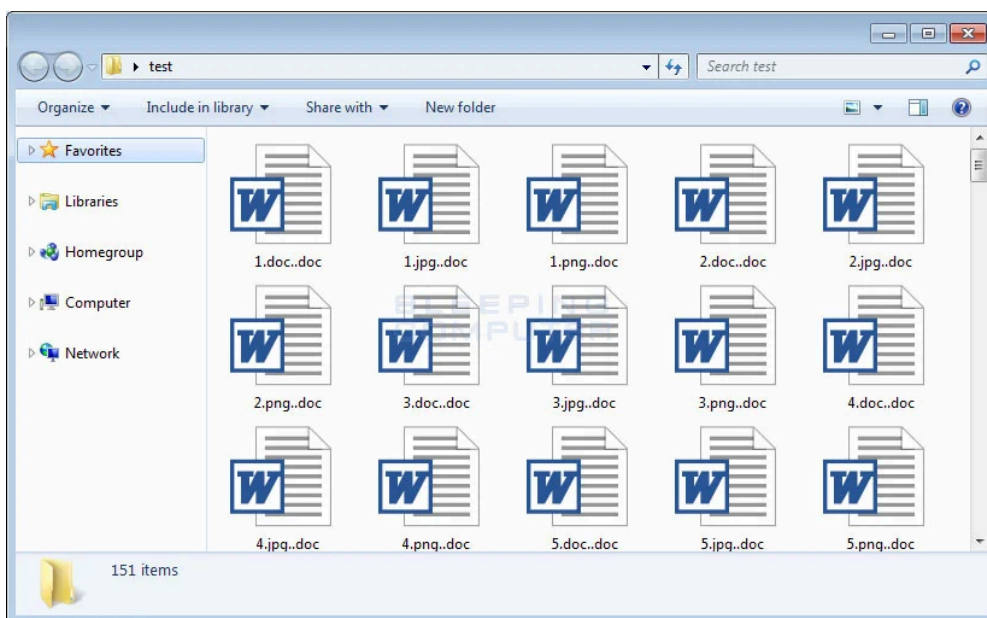 test
Search test
Organize Include in library Share with New folder
Favorites
Libraries
Homegroup
Computer
Network
1.doc..doc 1.jpg..doc 1.png..doc 2.doc..doc 2.jpg..doc
BLEEPING
COMPUTER
2.png..doc 3.doc..doc 3.jpg..doc 3.png..doc 4.doc..doc
4.jpg..doc 4.png..doc 5.doc..doc 5.jpg..doc 5.png..doc
151 items